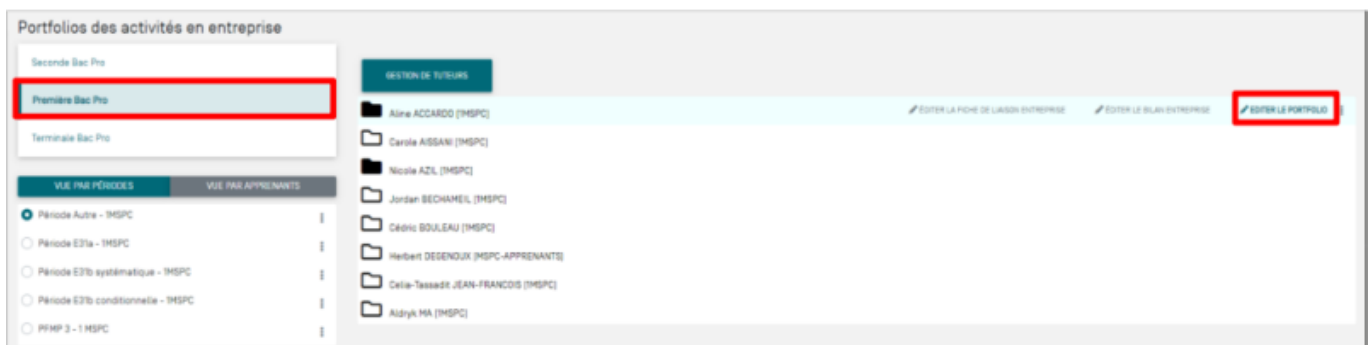 Portfolios des activités en entreprise
Seconde Bac Pro
Première Bac Pro
Terminale Bac Pro
VUE PAR PÉRIODES VUE PAR APPRENANTS
Période Autre - 1MSPC
Période E31a - 1MSPC
Période E31b systématique - 1MSPC
Période E31b conditionnelle - 1MSPC
PFMP 3 - 1 MSPC
GESTION DE TUTEURS
Aline ACCARDO [1MSPC] ÉDITER LA FICHE DE LIAISON ENTREPRISE ÉDITER LE BILAN ENTREPRISE ÉDITER LE PORTFOLIO
Carole AISSANI [1MSPC]
Nicole AZIL [1MSPC]
Jordan BECHAMEIL [1MSPC]
Cédric BOULEAU [1MSPC]
Herbert DEGENOUX [MSPC-APPRENANTS]
Celia-Tassadit JEAN-FRANCOIS [1MSPC]
Aldryk MA [1MSPC]